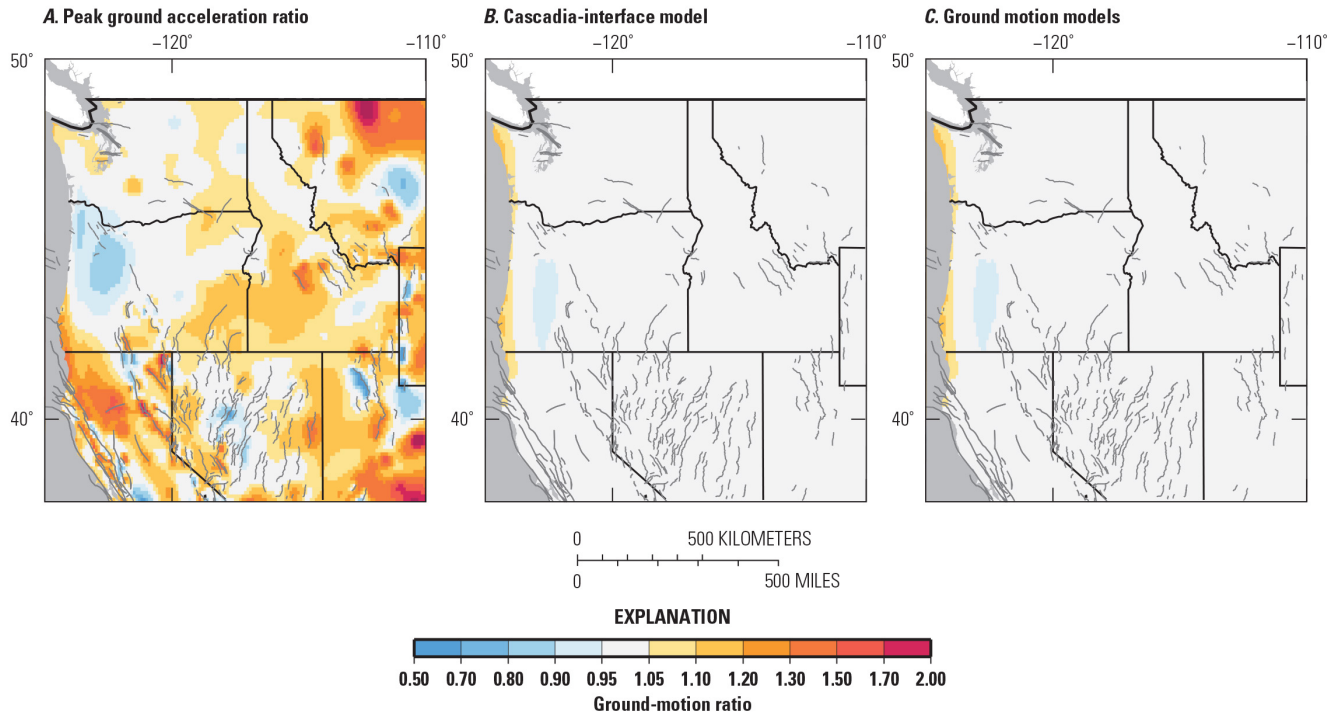 A. Peak ground acceleration ratio
B. Cascadia-interface model
C. Ground motion models
−120° −110°
−120° −110°
−120° −110°
50° 50° 50°
40° 40° 40°
0 500 KILOMETERS
0 500 MILES
EXPLANATION
0.50 0.70 0.80 0.90 0.95 1.05 1.10 1.20 1.30 1.50 1.70 2.00
Ground-motion ratio